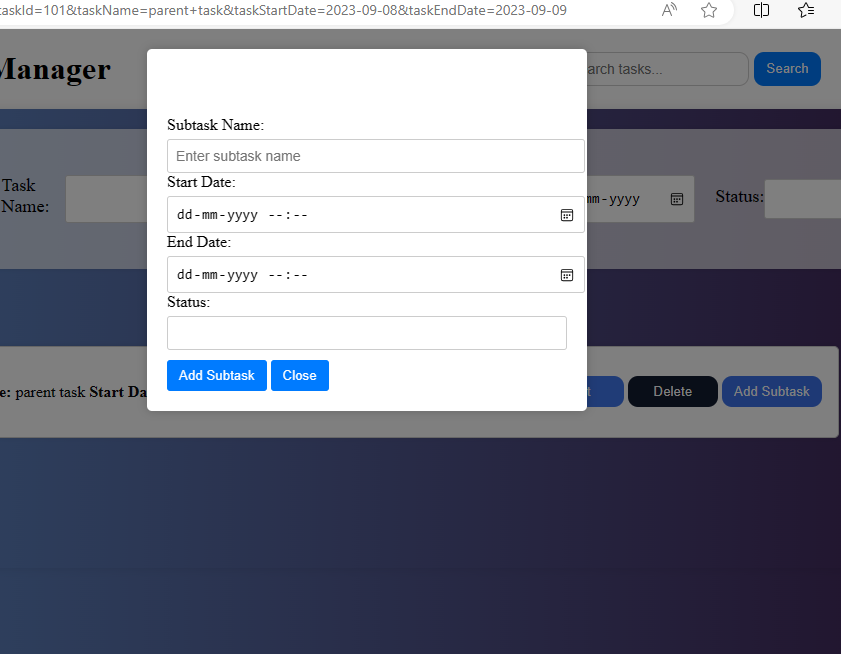 taskId=101&taskName=parent+task&taskStartDate=2023-09-08&taskEndDate=2023-09-09
Manager
arch tasks...
Search
Subtask Name:
Enter subtask name
Start Date:
dd-mm-yyyy --:--
End Date:
dd-mm-yyyy --:--
Status:
Add Subtask Close
Task
Name:
mm-yyyy
Status:
e: parent task Start Da
t
Delete
Add Subtask